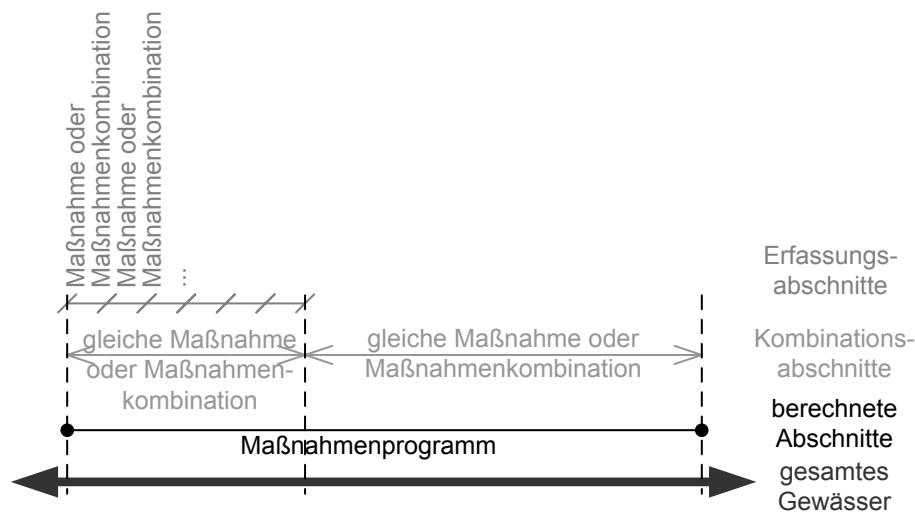 Maßnahme oder
Maßnahmenkombination
Maßnahme oder
Maßnahmenkombination
...
Erfassungs-
abschnitte
gleiche Maßnahme
oder Maßnahmen-
kombination
gleiche Maßnahme oder
Maßnahmenkombination
Kombinations-
abschnitte
Maßnahmenprogramm
berechnete
Abschnitte
gesamtes
Gewässer